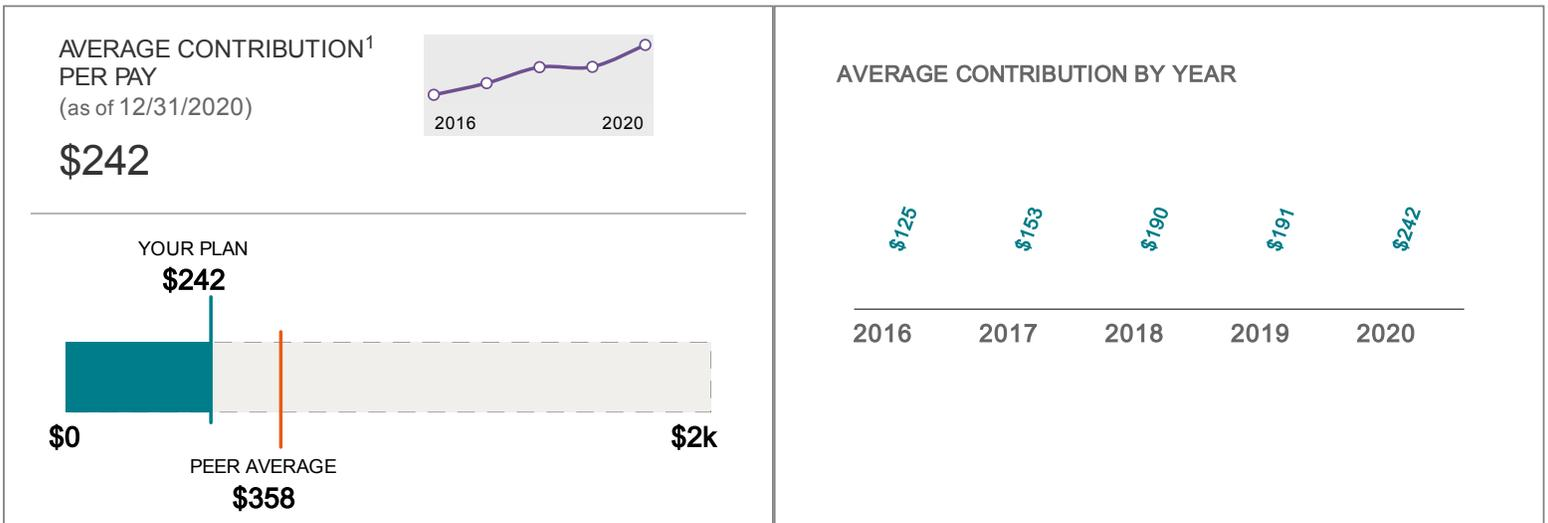 AVERAGE CONTRIBUTION¹
PER PAY
(as of 12/31/2020)
$242
2016 2020
YOUR PLAN
$242
$0 $2k
PEER AVERAGE
$358
AVERAGE CONTRIBUTION BY YEAR
$125 $153 $190 $191 $242
2016 2017 2018 2019 2020